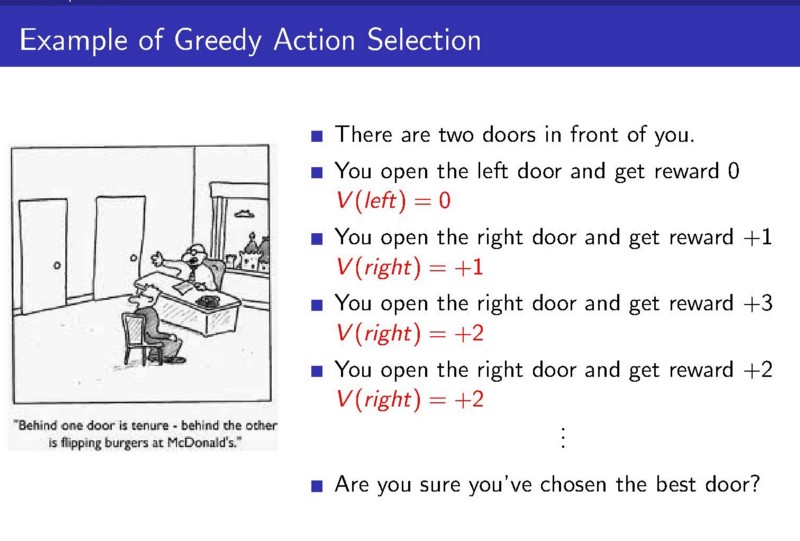 Example of Greedy Action Selection
There are two doors in front of you.
You open the left door and get reward 0
V(left) = 0
You open the right door and get reward +1
V(right) = +1
You open the right door and get reward +3
V(right) = +2
You open the right door and get reward +2
V(right) = +2
⋮
Are you sure you've chosen the best door?
"Behind one door is tenure - behind the other
is flipping burgers at McDonald's."